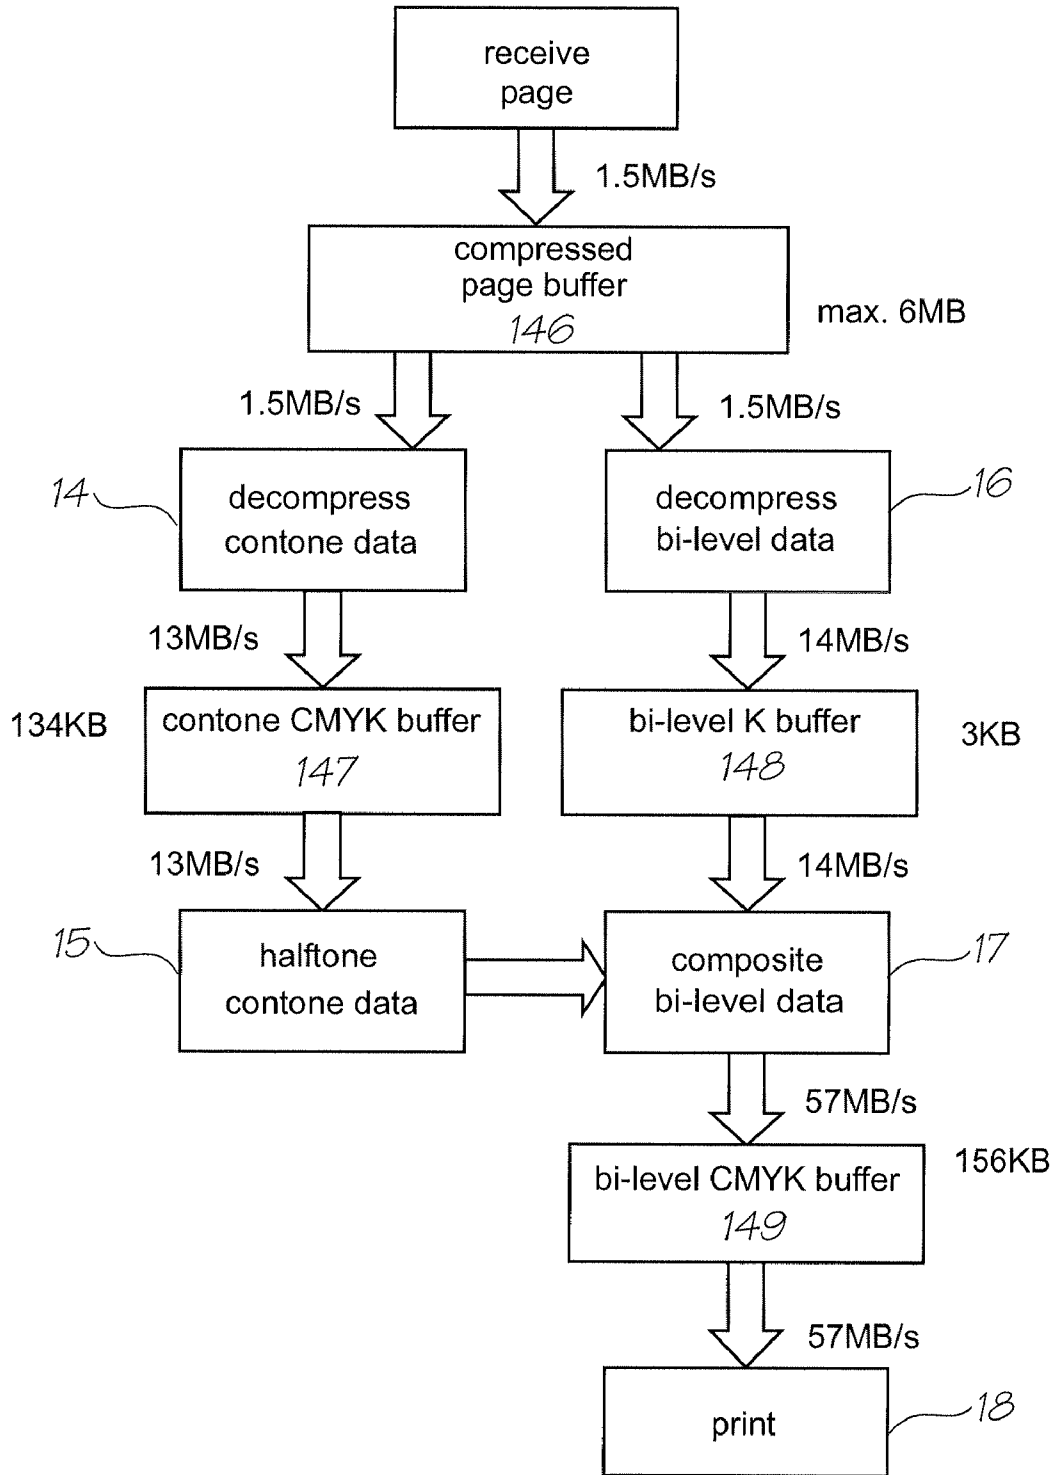 receive
page
1.5MB/s
compressed
page buffer
146
max. 6MB
1.5MB/s
1.5MB/s
14
decompress
contone data
decompress
bi-level data
16
13MB/s
14MB/s
134KB
contone CMYK buffer
147
bi-level K buffer
148
3KB
13MB/s
14MB/s
15
halftone
contone data
composite
bi-level data
17
57MB/s
bi-level CMYK buffer
149
156KB
57MB/s
print
18